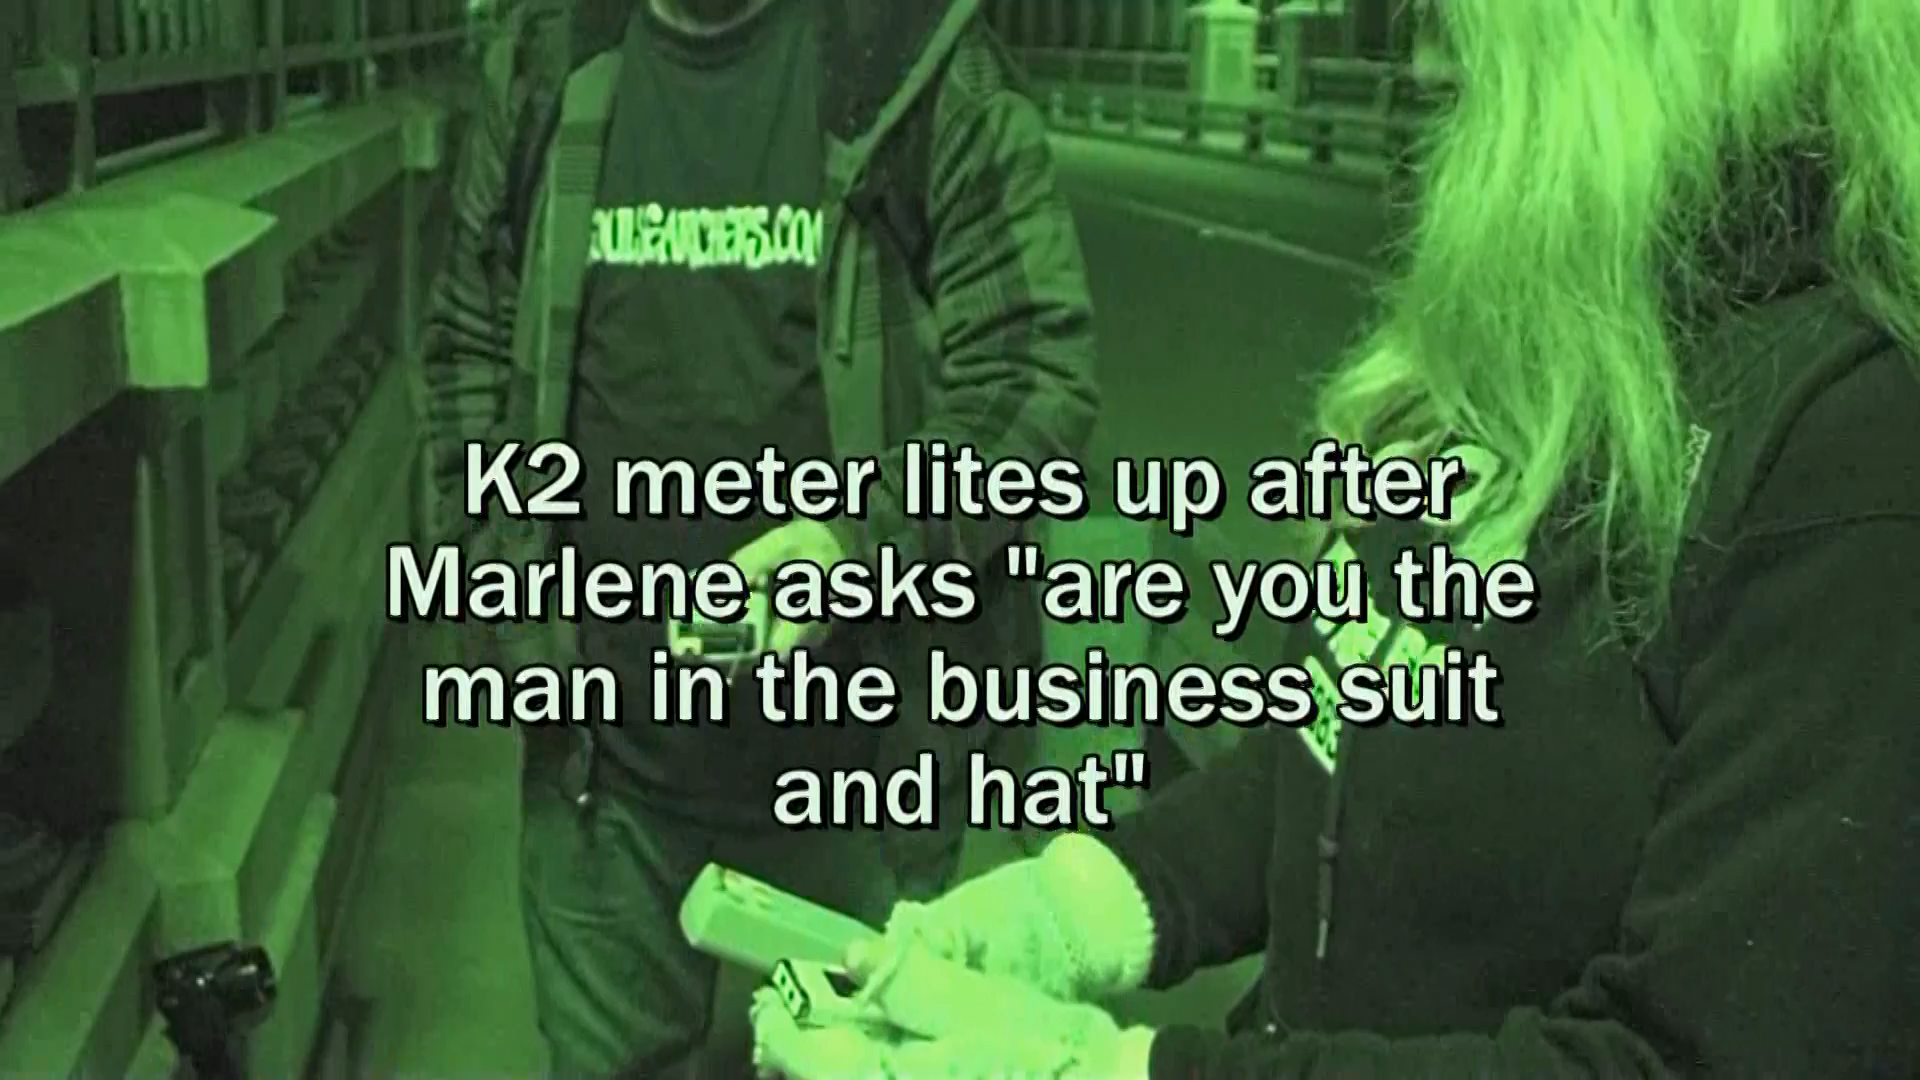 K2 meter lites up after
Marlene asks "are you the
man in the business suit
and hat"